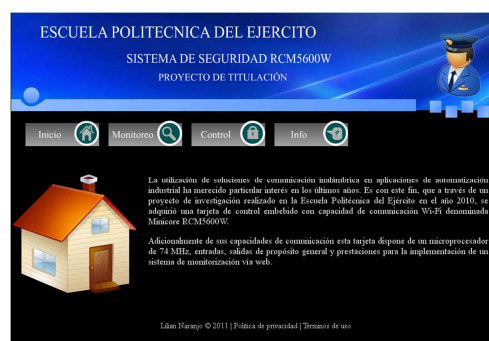 ESCUELA POLITECNICA DEL EJERCITO
SISTEMA DE SEGURIDAD RCM5600W
PROYECTO DE TITULACIÓN
Inicio Monitoreo Control Info
La utilización de soluciones de comunicación inalámbrica en aplicaciones de automatización
industrial ha merecido particular interés en los últimos años. Es con este fin, que a través de un
proyecto de investigación realizado en la Escuela Politécnica del Ejército en el año 2010, se
adquirió una tarjeta de control embebido con capacidad de comunicación Wi-Fi denominada
Minicore RCM5600W.
Adicionalmente de sus capacidades de comunicación esta tarjeta dispone de un microprocesador
de 74 MHz, entradas, salidas de propósito general y prestaciones para la implementación de un
sistema de monitorización vía web.
Lilian Naranjo © 2011 | Política de privacidad | Terminos de uso